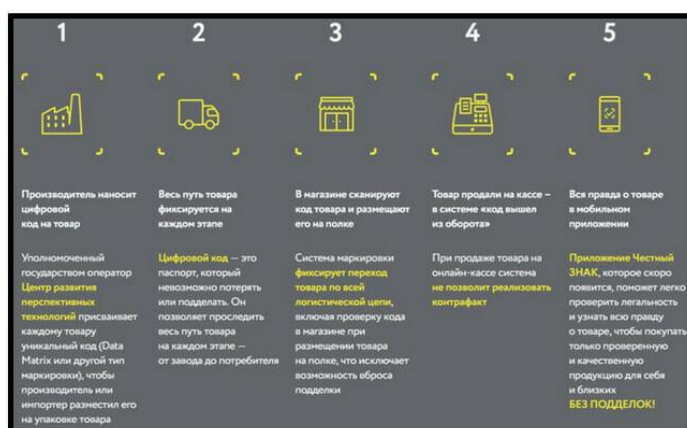 1
2
3
4
5
Производитель наносит
цифровой
код на товар
Уполномоченный
государством оператор
Центр развития
перспективных
технологий присваивает
каждому товару
уникальный код (Data
Matrix или другой тип
маркировки), чтобы
производитель или
импортер разместил его
на упаковке товара
Весь путь товара
фиксируется на
каждом этапе
Цифровой код – это
паспорт, который
невозможно потерять
или подделать. Он
позволяет проследить
весь путь товара
на каждом этапе –
от завода до потребителя
В магазине сканируют
код товара и размещают
его на полке
Система маркировки
фиксирует переход
товара по всей
логистической цепи,
включая проверку кода
в магазине при
размещении товара
на полке, что исключает
возможность вброса
подделки
Товар продали на кассе –
в системе «код вышел
из оборота»
При продаже товара на
онлайн-кассе система
не позволит реализовать
контрафакт
Вся правда о товаре
в мобильном
приложении
Приложение Честный
ЗНАК, которое скоро
появится, поможет легко
проверить легальность
и узнать всю правду
о товаре, чтобы покупать
только проверенную
и качественную
продукцию для себя
и близких
БЕЗ ПОДДЕЛОК!